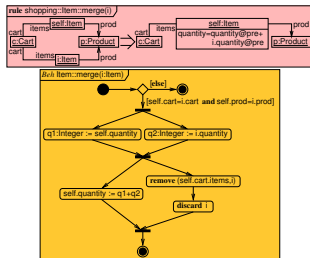 rule shopping::Item::merge(i)
self:Item
cart
items
prod
c:Cart
p:Product
cart
items
prod
i:Item
self:Item
quantity=quantity@pre+
i.quantity@pre
cart
items
prod
c:Cart
p:Product
Beh Item::merge(i:Item)
[else]
[self.cart=i.cart and self.prod=i.prod]
q1:Integer := self.quantity
q2:Integer := i.quantity
remove (self.cart.items,i)
self.quantity := q1+q2
discard i